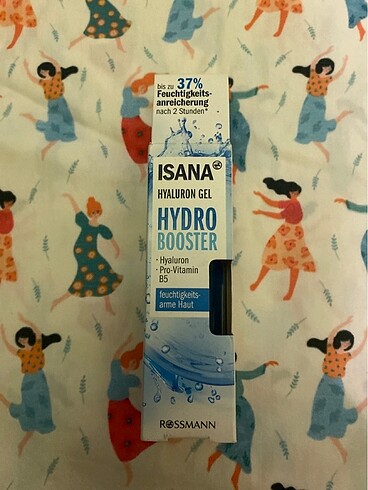 bis zu 37%
Feuchtigkeits-
anreicherung
nach 2 Stunden*
ISANA
HYALURON GEL
HYDRO
BOOSTER
· Hyaluron
· Pro-Vitamin
B5
feuchtigkeits-
arme Haut
ROSSMANN